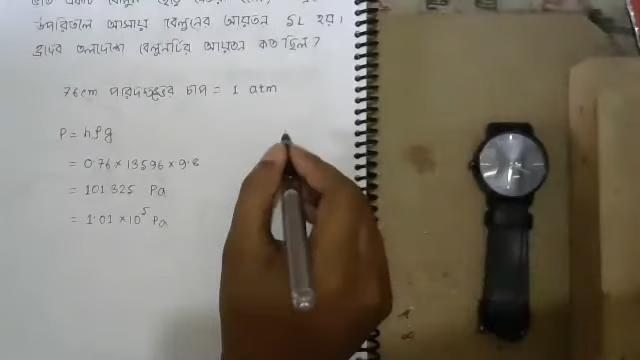 উপরিতলে আসায় বেলুনের আয়তন 5L হয়।
হ্রদের তলদেশে বেলুনটির আয়তন কত ছিল?
76cm পারদস্তম্ভের চাপ = 1 atm
P = hρg
= 0.76 × 13596 × 9.8
= 101325 Pa
= 1.01 × 10⁵ Pa